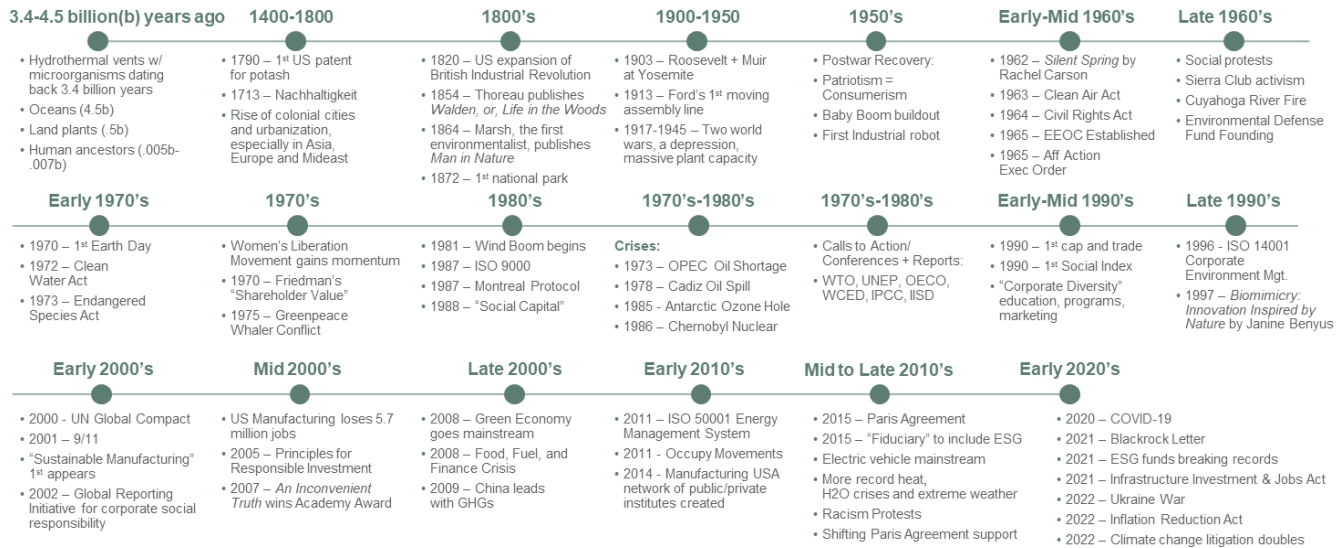 3.4-4.5 billion(b) years ago
• Hydrothermal vents w/
microorganisms dating
back 3.4 billion years
• Oceans (4.5b)
• Land plants (.5b)
• Human ancestors (.005b-
.007b)
1400-1800
• 1790 – 1st US patent
for potash
• 1713 – Nachhaltigkeit
• Rise of colonial cities
and urbanization,
especially in Asia,
Europe and Mideast
1800's
• 1820 – US expansion of
British Industrial Revolution
• 1854 – Thoreau publishes
Walden, or, Life in the Woods
• 1864 – Marsh, the first
environmentalist, publishes
Man in Nature
• 1872 – 1st national park
1900-1950
• 1903 – Roosevelt + Muir
at Yosemite
• 1913 – Ford's 1st moving
assembly line
• 1917-1945 – Two world
wars, a depression,
massive plant capacity
1950's
• Postwar Recovery:
• Patriotism =
Consumerism
• Baby Boom buildout
• First Industrial robot
Early-Mid 1960's
• 1962 – Silent Spring by
Rachel Carson
• 1963 – Clean Air Act
• 1964 – Civil Rights Act
• 1965 – EEOC Established
• 1965 – Aff Action
Exec Order
Late 1960's
• Social protests
• Sierra Club activism
• Cuyahoga River Fire
• Environmental Defense
Fund Founding
Early 1970's
• 1970 – 1st Earth Day
• 1972 – Clean
Water Act
• 1973 – Endangered
Species Act
1970's
• Women's Liberation
Movement gains momentum
• 1970 – Friedman's
"Shareholder Value"
• 1975 – Greenpeace
Whaler Conflict
1980's
• 1981 – Wind Boom begins
• 1987 – ISO 9000
• 1987 – Montreal Protocol
• 1988 – "Social Capital"
1970's-1980's
Crises:
• 1973 – OPEC Oil Shortage
• 1978 – Cadiz Oil Spill
• 1985 - Antarctic Ozone Hole
• 1986 – Chernobyl Nuclear
1970's-1980's
• Calls to Action/
Conferences + Reports:
• WTO, UNEP, OECO,
WCED, IPCC, IISD
Early-Mid 1990's
• 1990 – 1st cap and trade
• 1990 – 1st Social Index
• "Corporate Diversity"
education, programs,
marketing
Late 1990's
• 1996 - ISO 14001
Corporate
Environment Mgt.
• 1997 – Biomimicry:
Innovation Inspired by
Nature by Janine Benyus
Early 2000's
• 2000 - UN Global Compact
• 2001 – 9/11
• "Sustainable Manufacturing"
1st appears
• 2002 – Global Reporting
Initiative for corporate social
responsibility
Mid 2000's
• US Manufacturing loses 5.7
million jobs
• 2005 – Principles for
Responsible Investment
• 2007 - An Inconvenient
Truth wins Academy Award
Late 2000's
• 2008 – Green Economy
goes mainstream
• 2008 – Food, Fuel, and
Finance Crisis
• 2009 – China leads
with GHGs
Early 2010's
• 2011 – ISO 50001 Energy
Management System
• 2011 - Occupy Movements
• 2014 - Manufacturing USA
network of public/private
institutes created
Mid to Late 2010's
• 2015 – Paris Agreement
• 2015 – "Fiduciary" to include ESG
• Electric vehicle mainstream
• More record heat,
H2O crises and extreme weather
• Racism Protests
• Shifting Paris Agreement support
Early 2020's
• 2020 – COVID-19
• 2021 – Blackrock Letter
• 2021 – ESG funds breaking records
• 2021 – Infrastructure Investment & Jobs Act
• 2022 – Ukraine War
• 2022 – Inflation Reduction Act
• 2022 – Climate change litigation doubles